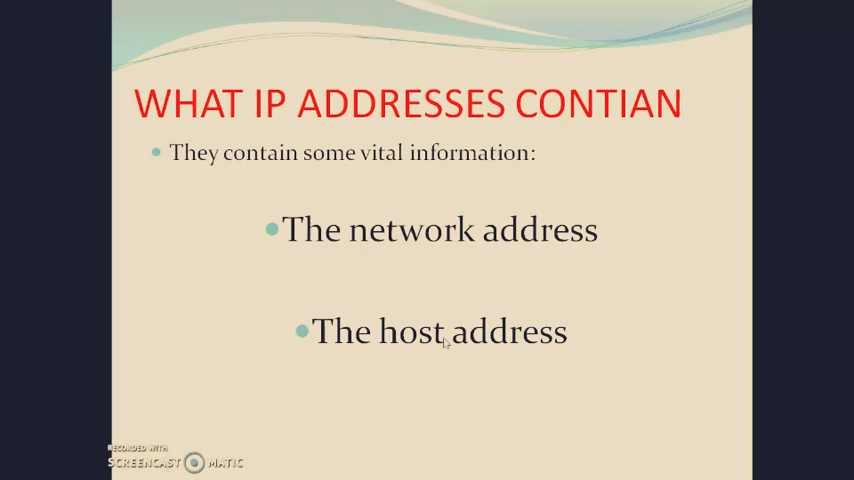 WHAT IP ADDRESSES CONTIAN
They contain some vital information:
The network address
The host address
RECORDED WITH
SCREENCAST MATIC